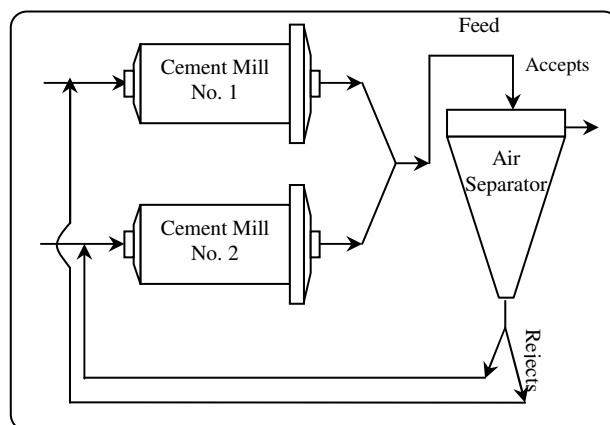 Feed
Cement Mill
No. 1
Accepts
Air
Separator
Cement Mill
No. 2
Rejects